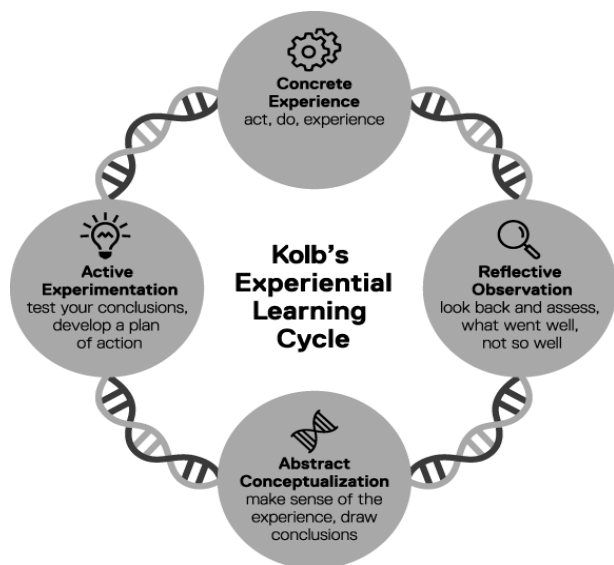 Concrete
Experience
act, do, experience
Kolb's
Experiential
Learning
Cycle
Active
Experimentation
test your conclusions,
develop a plan
of action
Reflective
Observation
look back and assess,
what went well,
not so well
Abstract
Conceptualization
make sense of the
experience, draw
conclusions